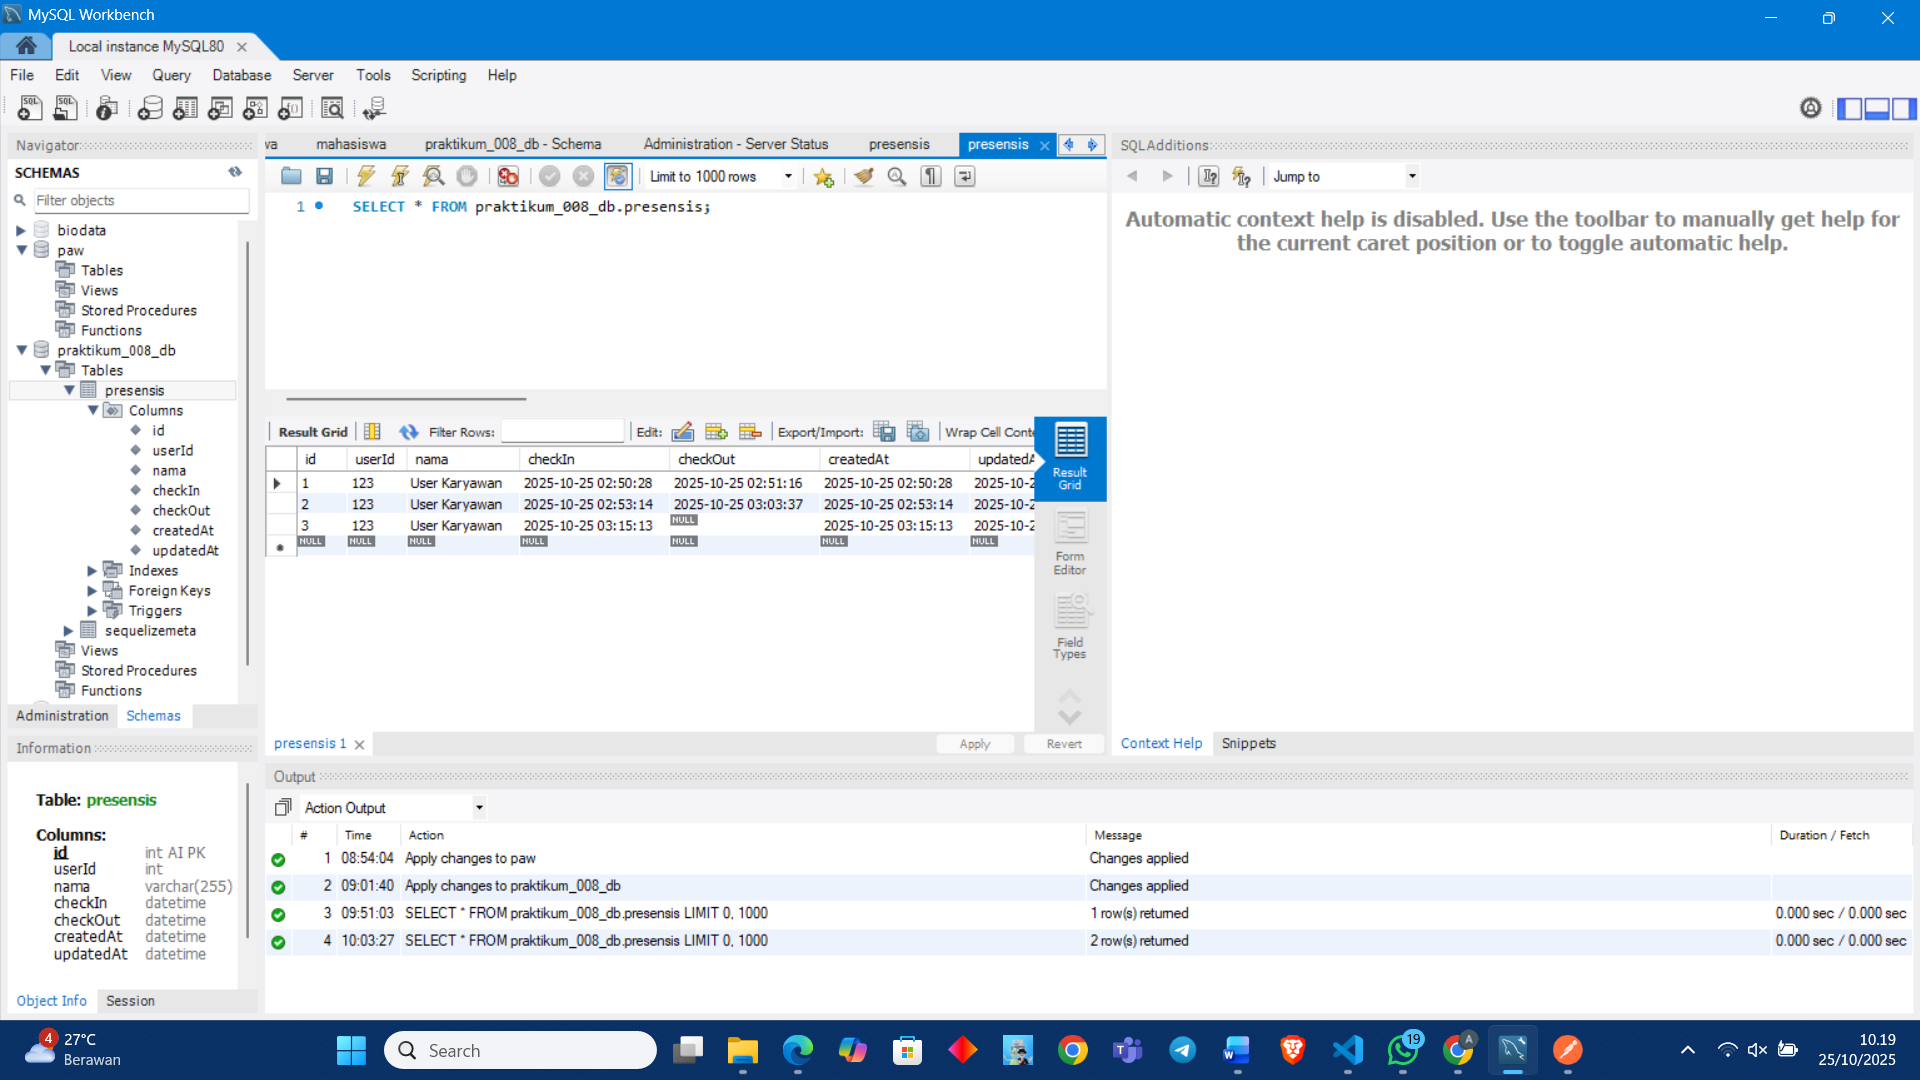 MySQL Workbench
Local instance MySQL80
File Edit View Query Database Server Tools Scripting Help
Navigator
SCHEMAS
Filter objects
biodata
paw
Tables
Views
Stored Procedures
Functions
praktikum_008_db
Tables
presensis
Columns
id
userId
nama
checkIn
checkOut
createdAt
updatedAt
Indexes
Foreign Keys
Triggers
sequelizemeta
Views
Stored Procedures
Functions
Administration Schemas
Information
Table: presensis
Columns:
id int AI PK
userId int
nama varchar(255)
checkIn datetime
checkOut datetime
createdAt datetime
updatedAt datetime
Object Info Session
va mahasiswa praktikum_008_db - Schema Administration - Server Status presensis presensis
Limit to 1000 rows
1 SELECT * FROM praktikum_008_db.presensis;
Result Grid Filter Rows: Edit: Export/Import: Wrap Cell Conte
id userId nama checkIn checkOut createdAt updatedA
1 123 User Karyawan 2025-10-25 02:50:28 2025-10-25 02:51:16 2025-10-25 02:50:28 2025-10-2
2 123 User Karyawan 2025-10-25 02:53:14 2025-10-25 03:03:37 2025-10-25 02:53:14 2025-10-2
3 123 User Karyawan 2025-10-25 03:15:13 NULL 2025-10-25 03:15:13 2025-10-2
NULL NULL NULL NULL NULL NULL NULL
Result Grid
Form Editor
Field Types
presensis 1 Apply Revert
SQLAdditions
Jump to
Automatic context help is disabled. Use the toolbar to manually get help for
the current caret position or to toggle automatic help.
Context Help Snippets
Output
Action Output
# Time Action Message Duration / Fetch
1 08:54:04 Apply changes to paw Changes applied
2 09:01:40 Apply changes to praktikum_008_db Changes applied
3 09:51:03 SELECT * FROM praktikum_008_db.presensis LIMIT 0, 1000 1 row(s) returned 0.000 sec / 0.000 sec
4 10:03:27 SELECT * FROM praktikum_008_db.presensis LIMIT 0, 1000 2 row(s) returned 0.000 sec / 0.000 sec
4 27°C
Berawan
Search
19
A
10.19
25/10/2025